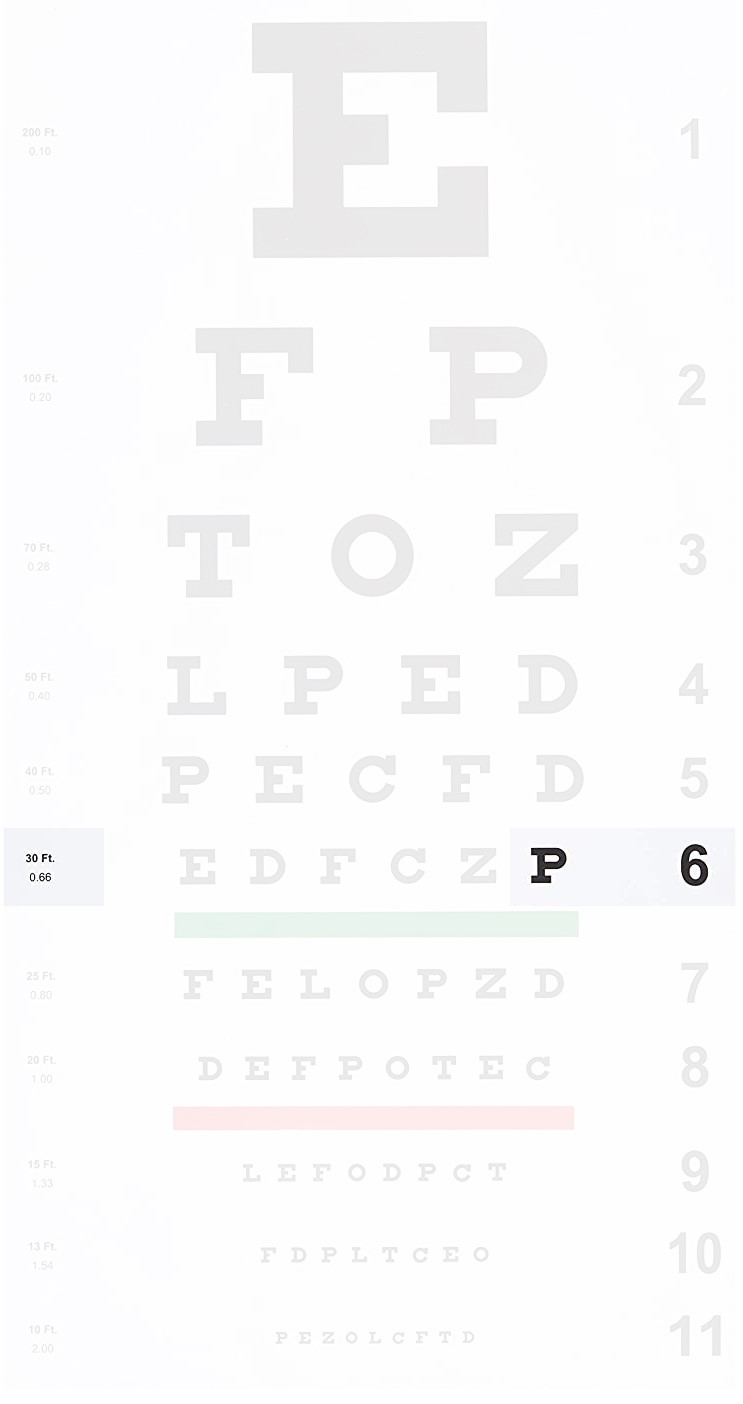 E
200 Ft.
0.10
1
F P
100 Ft.
0.20
2
T O Z
70 Ft.
0.28
3
L P E D
50 Ft.
0.40
4
P E C F D
40 Ft.
0.50
5
30 Ft.
0.66
E D F C Z P
6
25 Ft.
0.80
F E L O P Z D
7
20 Ft.
1.00
D E F P O T E C
8
15 Ft.
1.33
L E F O D P C T
9
13 Ft.
1.54
F D P L T C E O
10
10 Ft.
2.00
P E Z O L C F T D
11